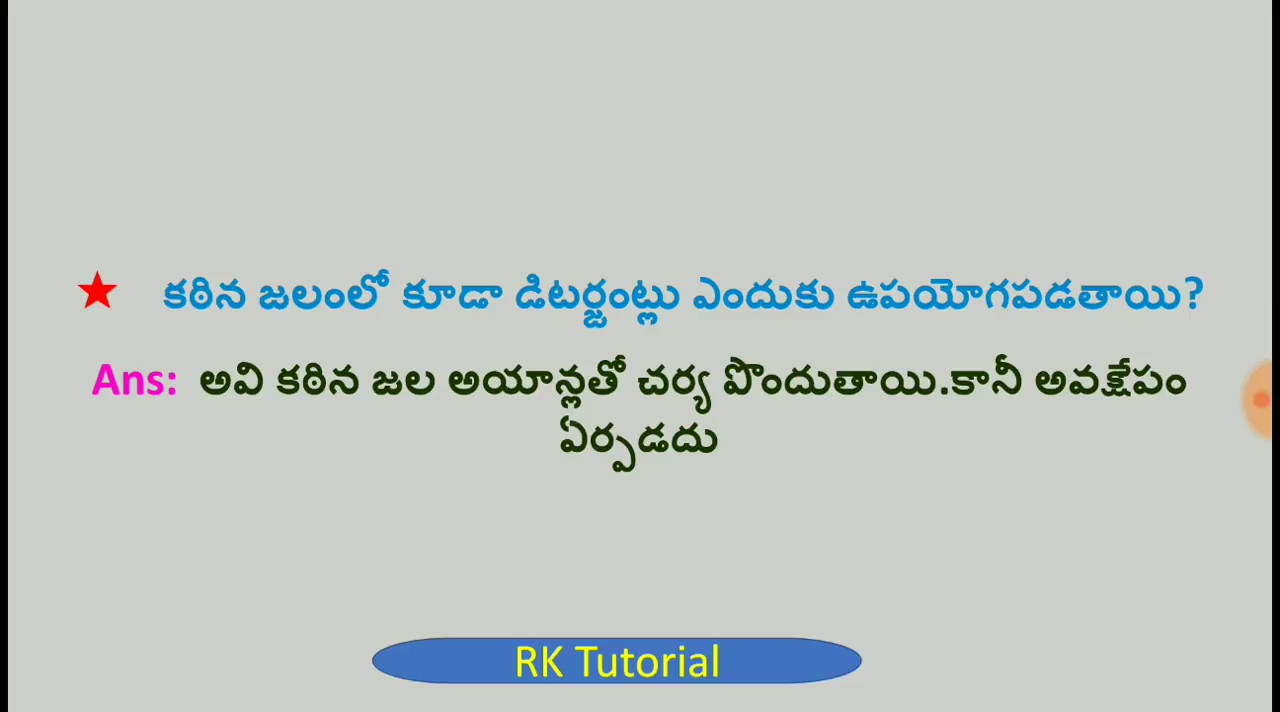 ★ కఠిన జలంలో కూడా డిటర్జంట్లు ఎందుకు ఉపయోగపడతాయి?
Ans: అవి కఠిన జల అయాన్లతో చర్య పొందుతాయి.కానీ అవక్షేపం
ఏర్పడదు
RK Tutorial